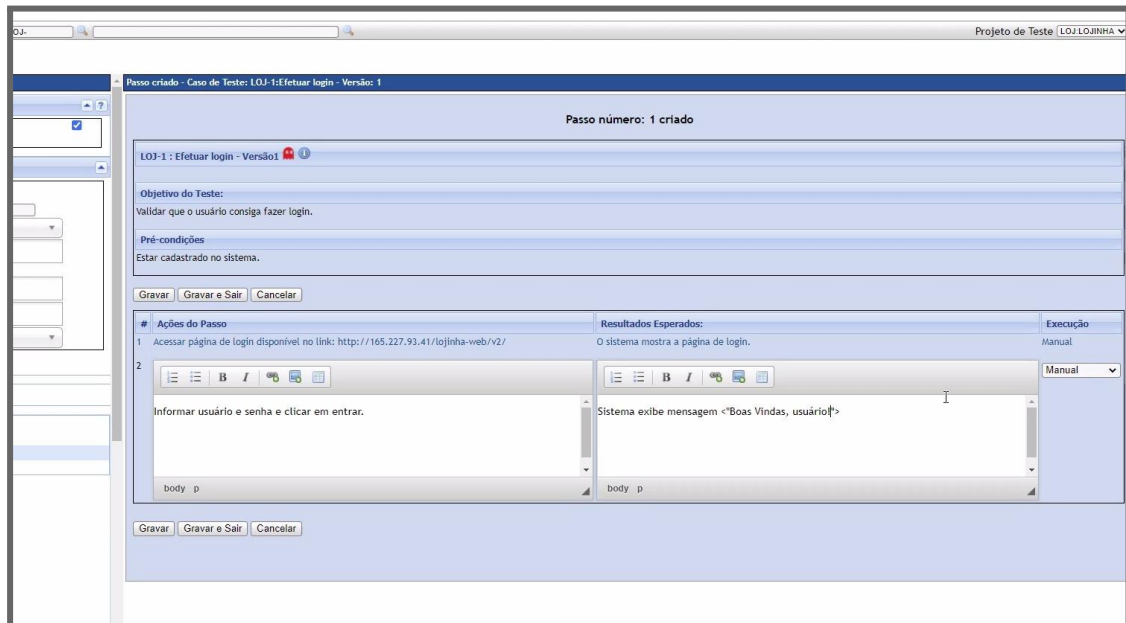 OJ-
Projeto de Teste LOJ:LOJINHA
Passo criado - Caso de Teste: LOJ-1:Efetuar login - Versão: 1
?
Passo número: 1 criado
LOJ-1 : Efetuar login - Versão1
Objetivo do Teste:
Validar que o usuário consiga fazer login.
Pré-condições
Estar cadastrado no sistema.
Gravar Gravar e Sair Cancelar
# Ações do Passo Resultados Esperados: Execução
1 Acessar página de login disponível no link: http://165.227.93.41/lojinha-web/v2/ O sistema mostra a página de login. Manual
2 B I B I Manual
Informar usuário e senha e clicar em entrar. Sistema exibe mensagem <"Boas Vindas, usuário!">
body p body p
Gravar Gravar e Sair Cancelar